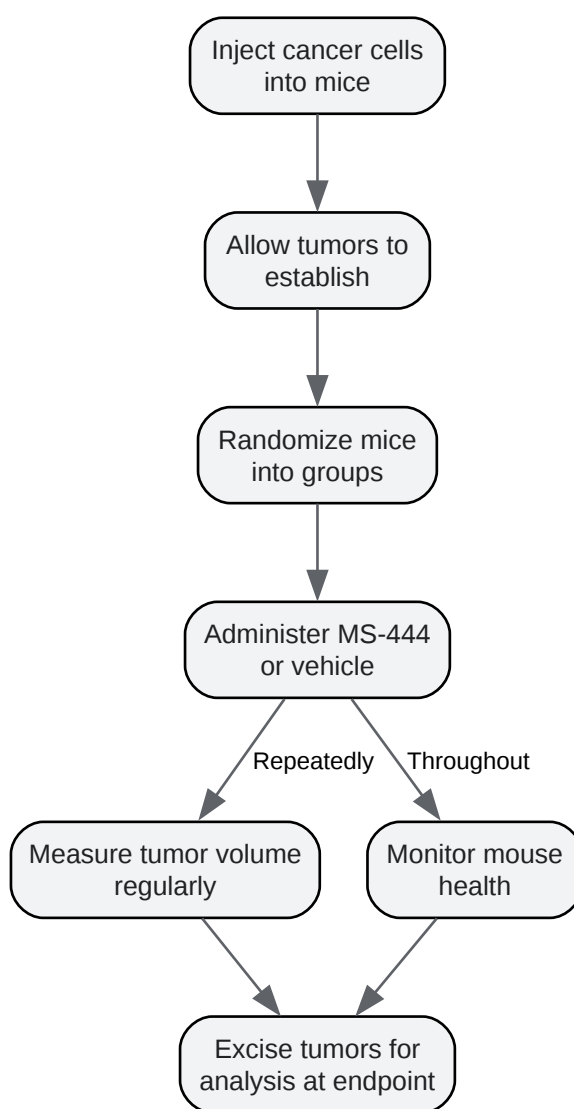 Inject cancer cells
into mice
Allow tumors to
establish
Randomize mice
into groups
Administer MS-444
or vehicle
Repeatedly
Throughout
Measure tumor volume
regularly
Monitor mouse
health
Excise tumors for
analysis at endpoint